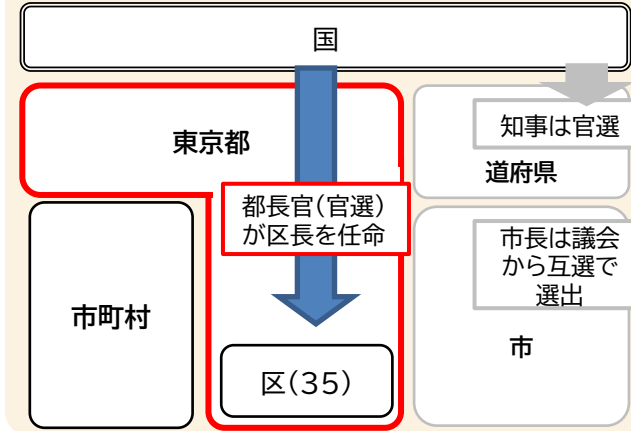 国
東京都
知事は官選
道府県
都長官(官選)
が区長を任命
市長は議会
から互選で
選出
市町村
市
区(35)